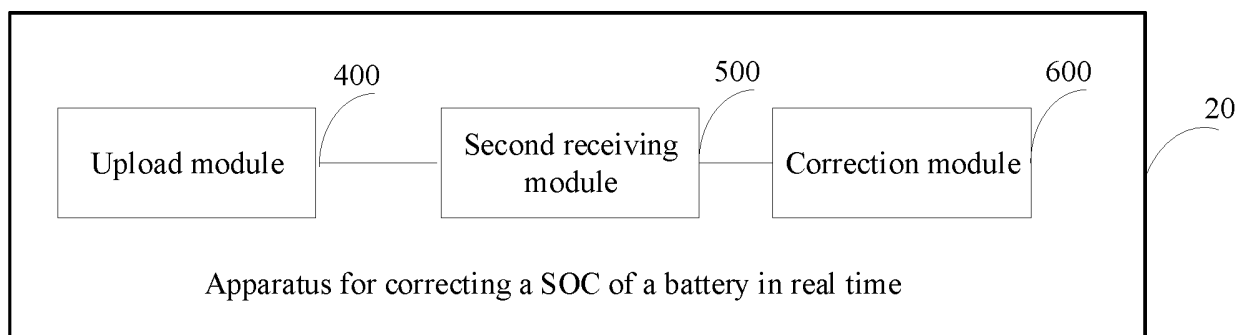 400
500
600
20
Upload module
Second receiving
module
Correction module
Apparatus for correcting a SOC of a battery in real time